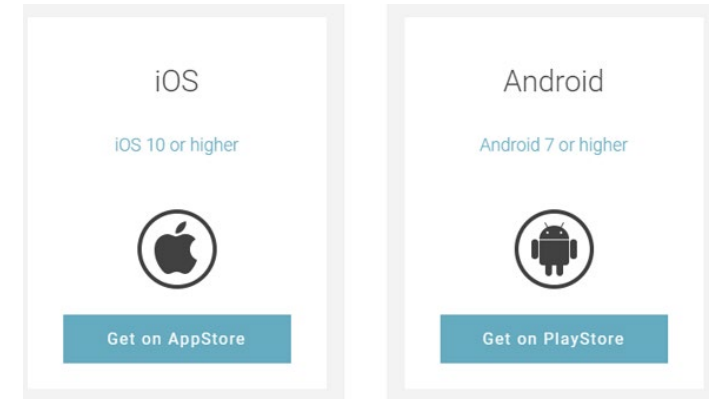 iOS
iOS 10 or higher
Get on AppStore
Android
Android 7 or higher
Get on PlayStore